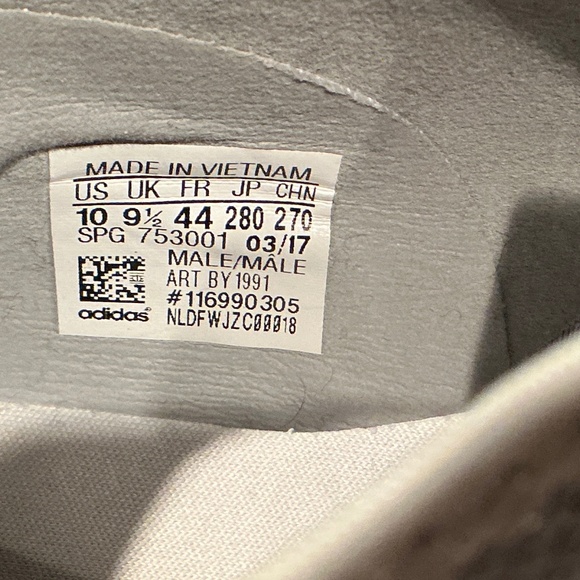 MADE IN VIETNAM
US UK FR JP CHN
10 9½ 44 280 270
SPG 753001 03/17
MALE/MÂLE
ART BY1991
#116990305
adidas® NLDFWJZC00018